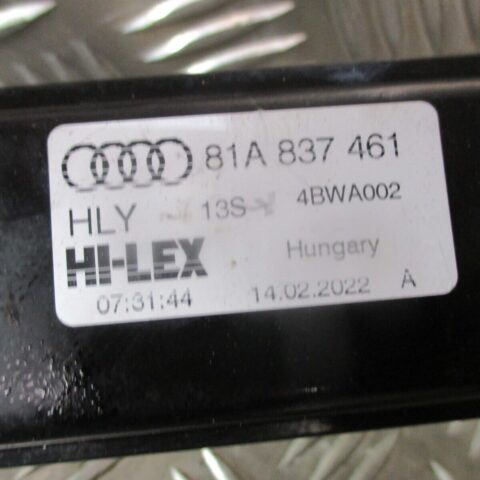 81A 837 461
HLY 13S 4BWA002
HI-LEX Hungary
07:31:44 14.02.2022 A